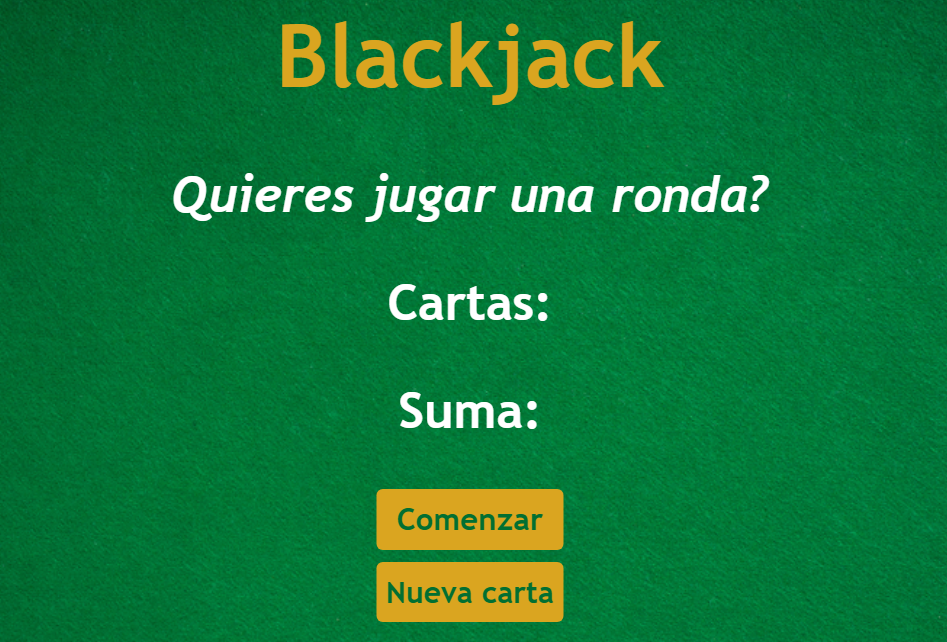 Blackjack
Quieres jugar una ronda?
Cartas:
Suma:
Comenzar
Nueva carta